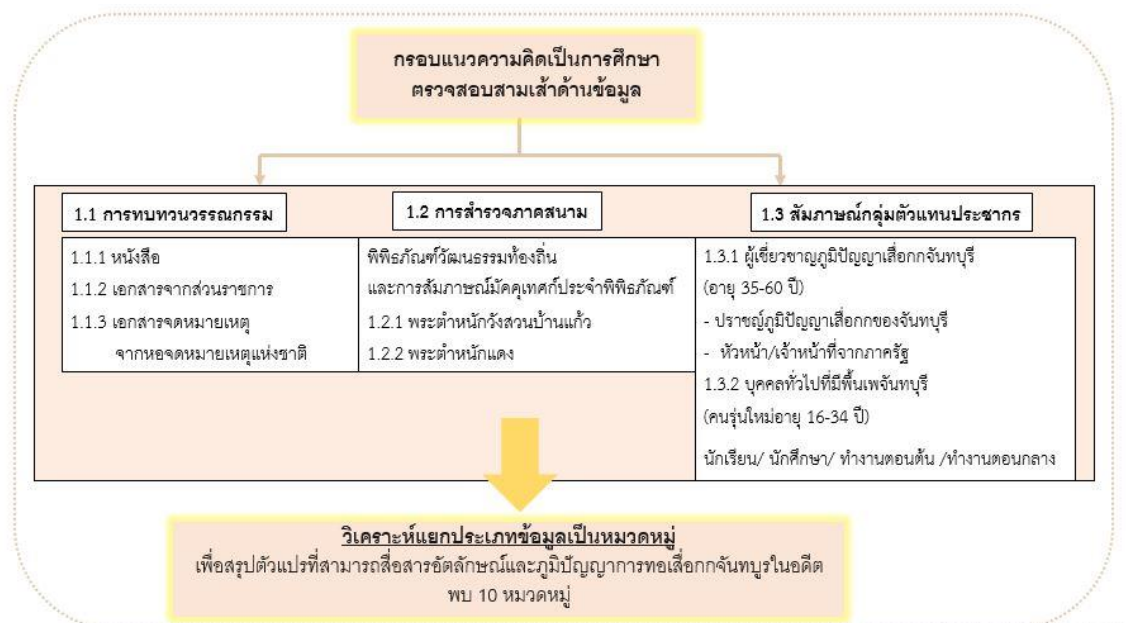 กรอบแนวความคิดเป็นการศึกษา
ตรวจสอบสามเส้าด้านข้อมูล
1.1 การทบทวนวรรณกรรม
1.1.1 หนังสือ
1.1.2 เอกสารจากส่วนราชการ
1.1.3 เอกสารจดหมายเหตุ
จากหอจดหมายเหตุแห่งชาติ
1.2 การสำรวจภาคสนาม
พิพิธภัณฑ์วัฒนธรรมท้องถิ่น
และการสัมภาษณ์มัคคุเทศก์ประจำพิพิธภัณฑ์
1.2.1 พระตำหนักวังสวนบ้านแก้ว
1.2.2 พระตำหนักแดง
1.3 สัมภาษณ์กลุ่มตัวแทนประชากร
1.3.1 ผู้เชี่ยวชาญภูมิปัญญาเสื่อกกจันทบุรี
(อายุ 35-60 ปี)
- ปราชญ์ภูมิปัญญาเสื่อกกของจันทบุรี
- หัวหน้า/เจ้าหน้าที่จากภาครัฐ
1.3.2 บุคคลทั่วไปที่มีพื้นเพจันทบุรี
(คนรุ่นใหม่อายุ 16-34 ปี)
นักเรียน/ นักศึกษา/ ทำงานตอนต้น /ทำงานตอนกลาง
วิเคราะห์แยกประเภทข้อมูลเป็นหมวดหมู่
เพื่อสรุปตัวแปรที่สามารถสื่อสารอัตลักษณ์และภูมิปัญญาการทอเสื่อกกจันทบูรในอดีต
พบ 10 หมวดหมู่